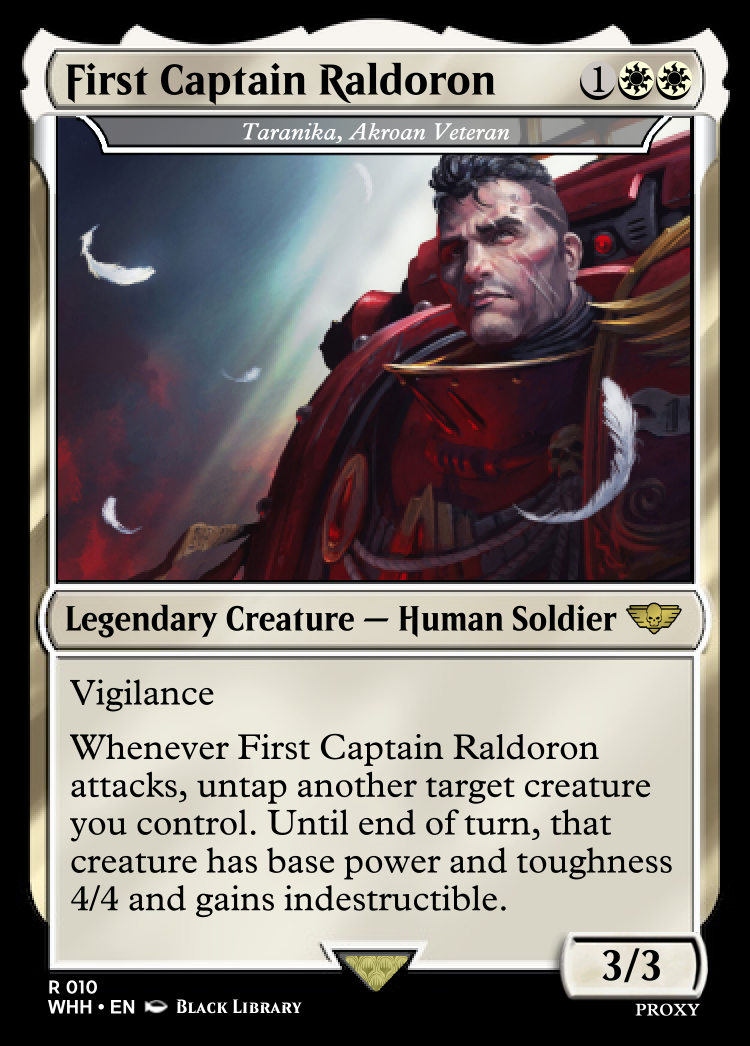 First Captain Raldoron 1
Taranika, Akroan Veteran
Legendary Creature — Human Soldier
Vigilance
Whenever First Captain Raldoron
attacks, untap another target creature
you control. Until end of turn, that
creature has base power and toughness
4/4 and gains indestructible.
3/3
R 010
WHH • EN BLACK LIBRARY
PROXY